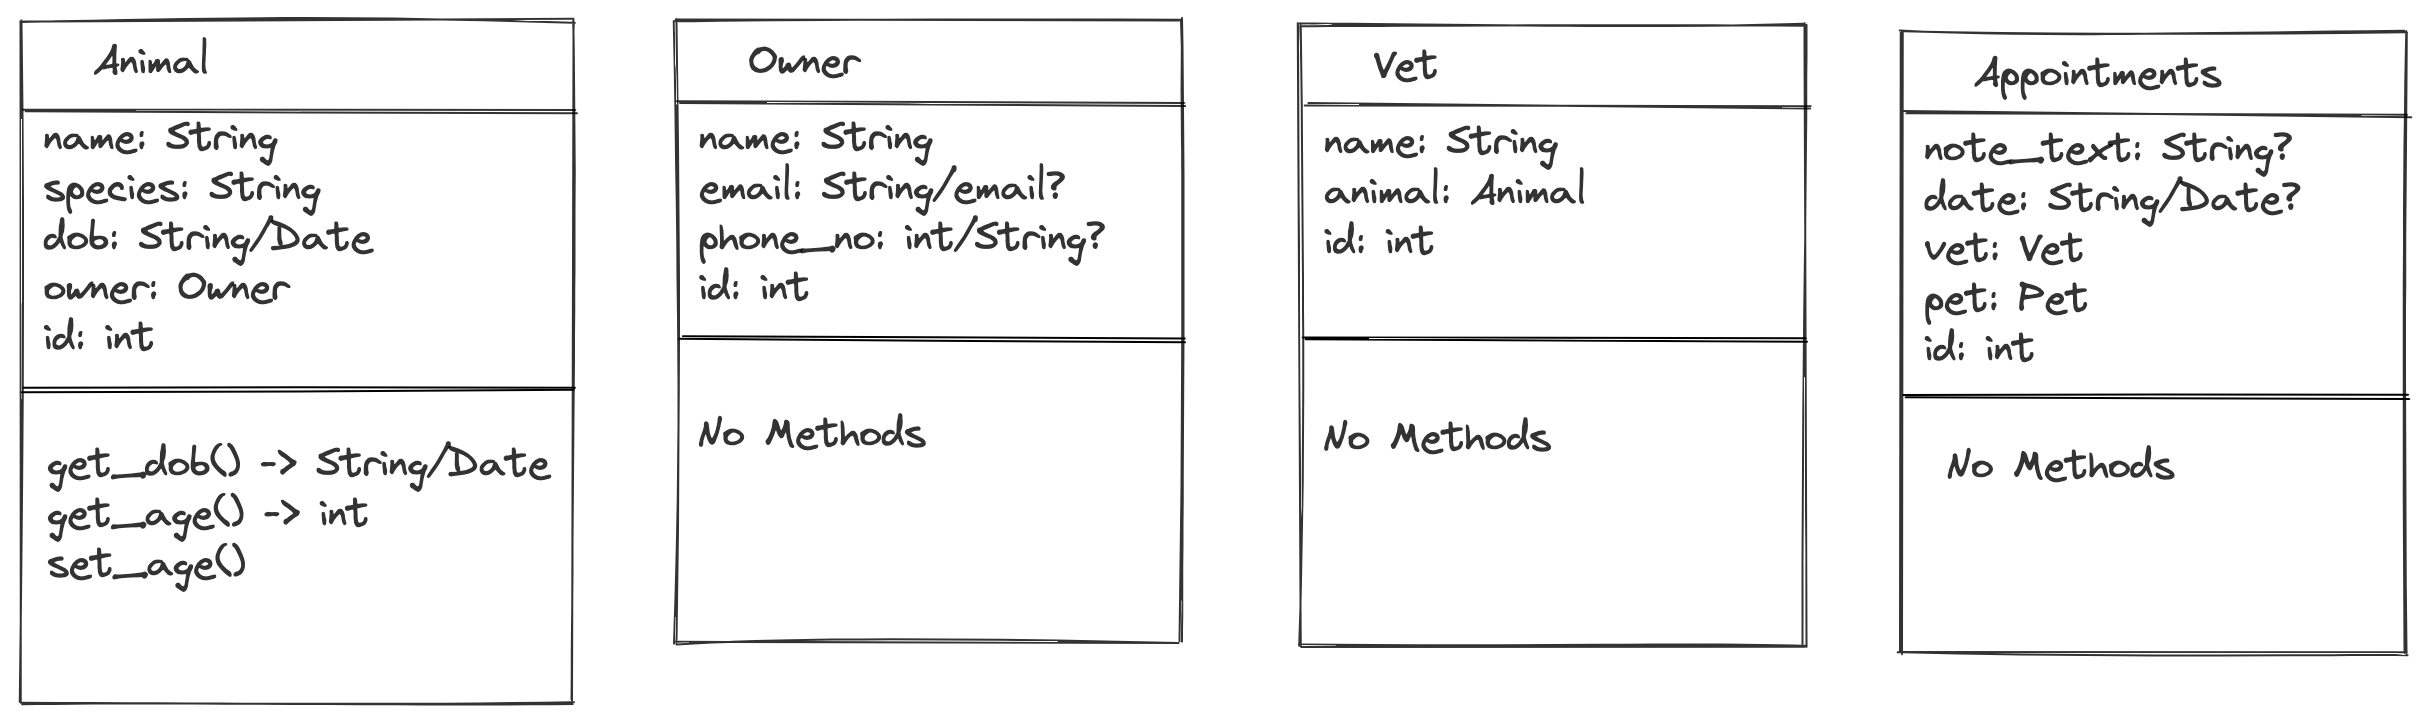 Animal
name: String
species: String
dob: String/Date
owner: Owner
id: int
get_dob() -> String/Date
get_age() -> int
set_age()
Owner
name: String
email: String/email?
phone_no: int/String?
id: int
No Methods
Vet
name: String
animal: Animal
id: int
No Methods
Appointments
note_text: String?
date: String/Date?
vet: Vet
pet: Pet
id: int
No Methods